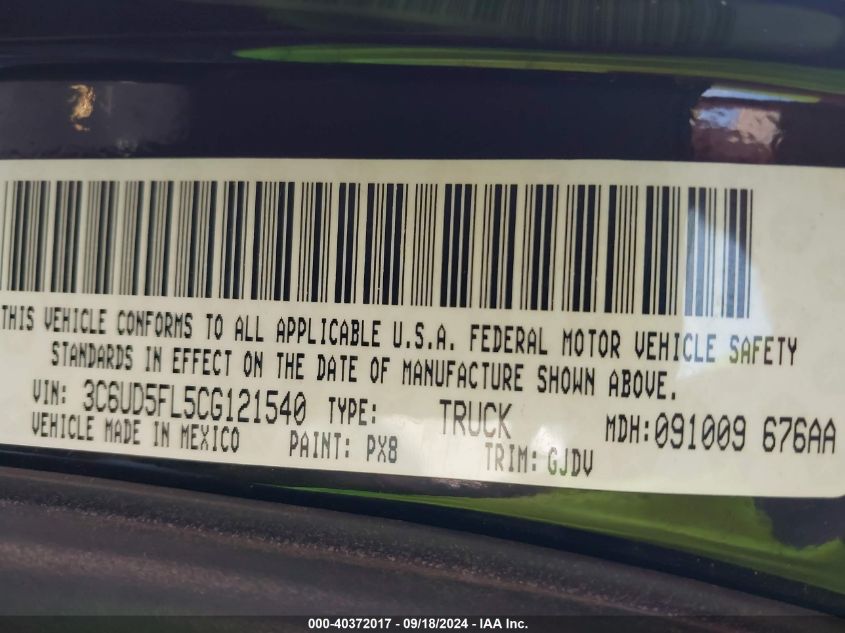 THIS VEHICLE CONFORMS TO ALL APPLICABLE U.S.A. FEDERAL MOTOR VEHICLE SAFETY
STANDARDS IN EFFECT ON THE DATE OF MANUFACTURE SHOWN ABOVE.
VIN: 3C6UD5FL5CG121540 TYPE: TRUCK MDH: 091009 676AA
VEHICLE MADE IN MEXICO PAINT: PX8 TRIM: GJDV
000-40372017 - 09/18/2024 - IAA Inc.